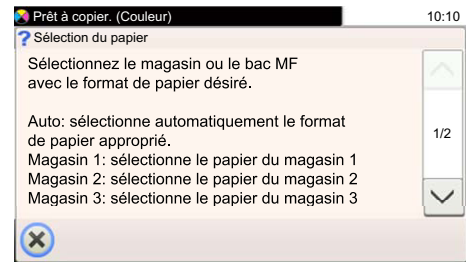 Prêt à copier. (Couleur)
10:10
? Sélection du papier
Sélectionnez le magasin ou le bac MF
avec le format de papier désiré.
Auto: sélectionne automatiquement le format
de papier approprié.
Magasin 1: sélectionne le papier du magasin 1
Magasin 2: sélectionne le papier du magasin 2
Magasin 3: sélectionne le papier du magasin 3
1/2